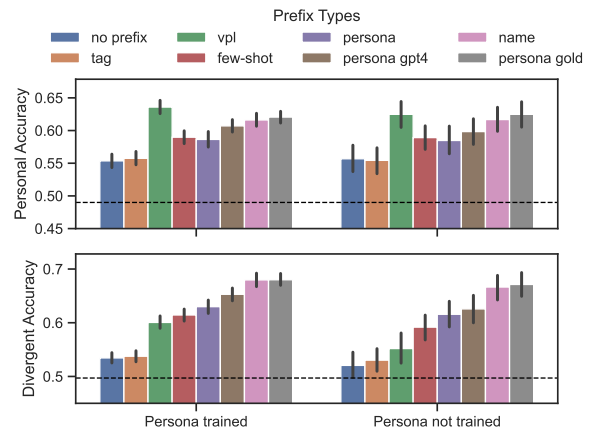 Prefix Types
no prefix vpl persona name
tag few-shot persona gpt4 persona gold
Personal Accuracy
0.65
0.60
0.55
0.50
0.45
Divergent Accuracy
0.7
0.6
0.5
Persona trained Persona not trained